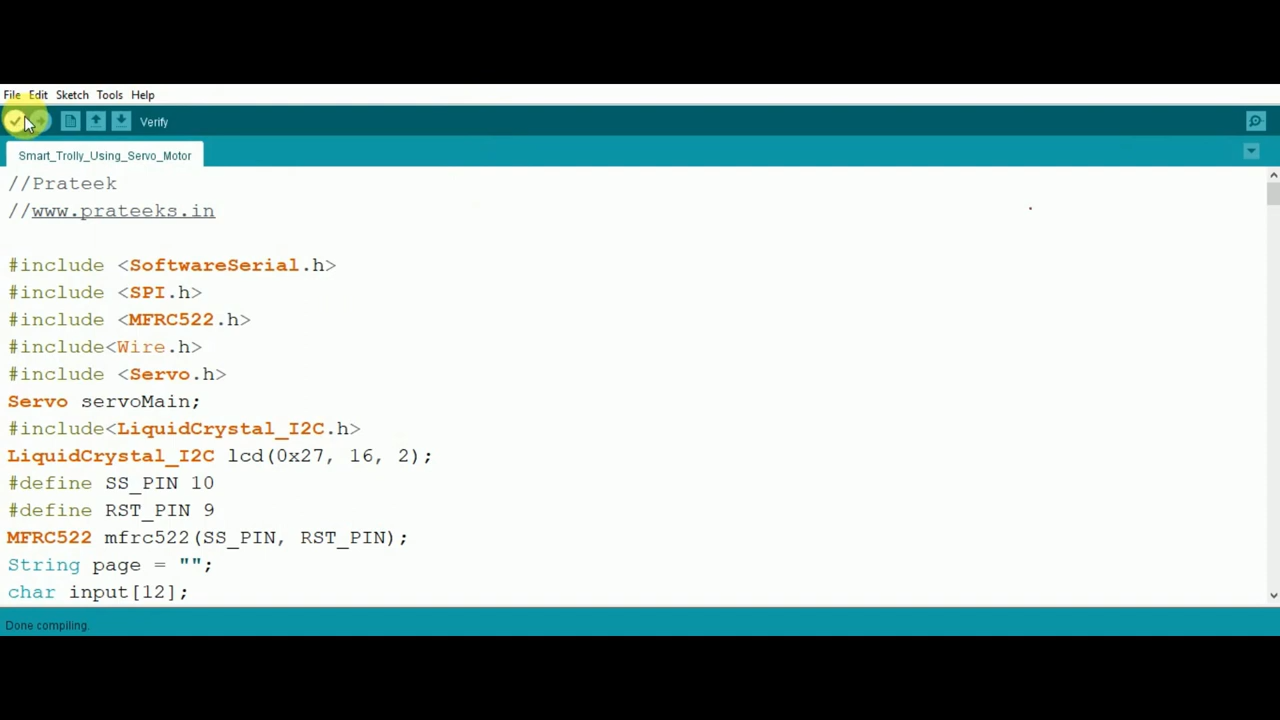 File Edit Sketch Tools Help
Verify
Smart_Trolly_Using_Servo_Motor
//Prateek
//www.prateeks.in
#include <SoftwareSerial.h>
#include <SPI.h>
#include <MFRC522.h>
#include<Wire.h>
#include <Servo.h>
Servo servoMain;
#include<LiquidCrystal_I2C.h>
LiquidCrystal_I2C lcd(0x27, 16, 2);
#define SS_PIN 10
#define RST_PIN 9
MFRC522 mfrc522(SS_PIN, RST_PIN);
String page = "";
char input[12];
Done compiling.